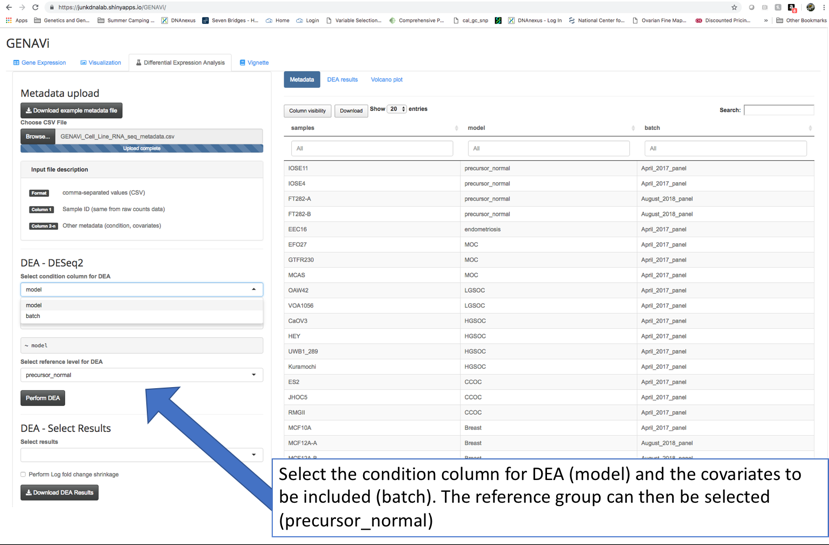 https://junkdnalab.shinyapps.io/GENAVi/
Apps Genetics and Gen... Summer Camping ... DNAnexus Seven Bridges - H... Home Login Variable Selection... Comprehensive P... cal_gc_snp DNAnexus - Log In National Center fo... Ovarian Fine Map... Discounted Pricin... » Other Bookmarks
GENAVi
Gene Expression Visualization Differential Expression Analysis Vignette
Metadata upload
Download example metadata file
Choose CSV File
Browse... GENAVi_Cell_Line_RNA_seq_metadata.csv
Upload complete
Input file description
Format comma-separated values (CSV)
Column 1 Sample ID (same from raw counts data)
Column 2-n Other metadata (condition, covariates)
DEA - DESeq2
Select condition column for DEA
model
model
batch
~ model
Select reference level for DEA
precursor_normal
Perform DEA
DEA - Select Results
Select results
Perform Log fold change shrinkage
Download DEA Results
Metadata DEA results Volcano plot
Column visibility Download Show 20 entries Search:
samples model batch
All All All
IOSE11 precursor_normal April_2017_panel
IOSE4 precursor_normal April_2017_panel
FT282-A precursor_normal August_2018_panel
FT282-B precursor_normal August_2018_panel
EEC16 endometriosis April_2017_panel
EFO27 MOC April_2017_panel
GTFR230 MOC April_2017_panel
MCAS MOC April_2017_panel
OAW42 LGSOC April_2017_panel
VOA1056 LGSOC April_2017_panel
CaOV3 HGSOC April_2017_panel
HEY HGSOC April_2017_panel
UWB1_289 HGSOC April_2017_panel
Kuramochi HGSOC April_2017_panel
ES2 CCOC April_2017_panel
JHOC5 CCOC April_2017_panel
RMGII CCOC April_2017_panel
MCF10A Breast April_2017_panel
MCF12A-A Breast August_2018_panel
Select the condition column for DEA (model) and the covariates to
be included (batch). The reference group can then be selected
(precursor_normal)